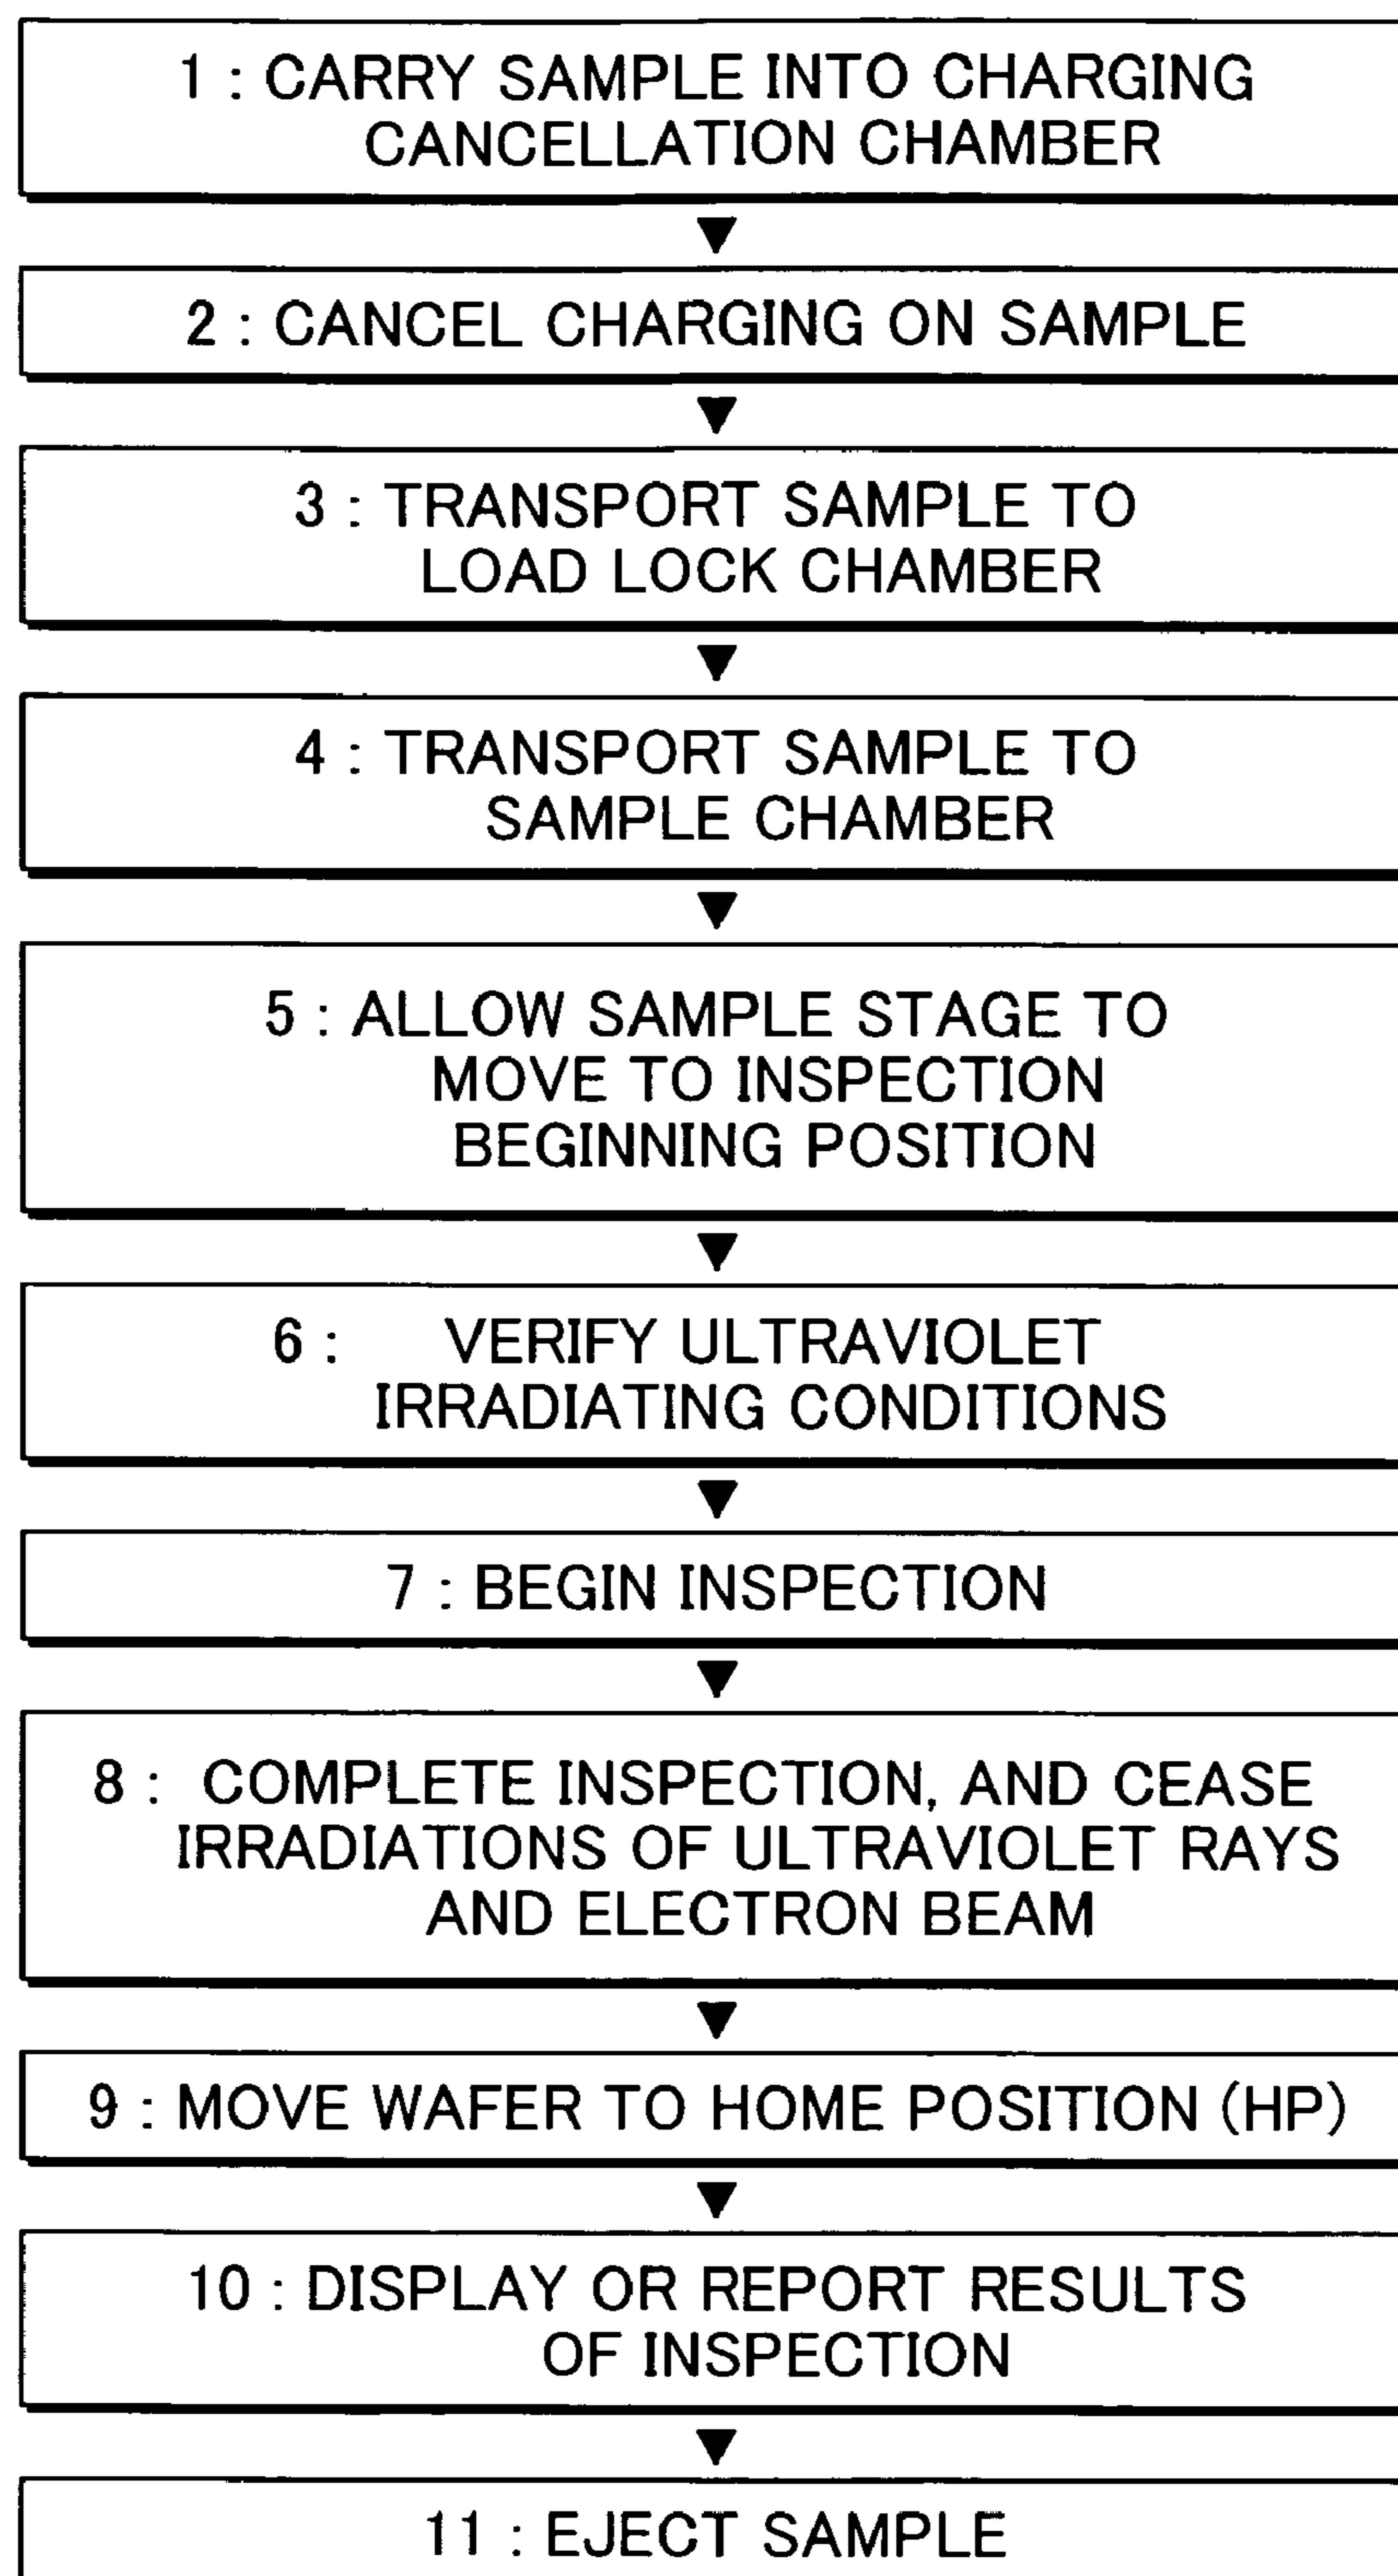 1 : CARRY SAMPLE INTO CHARGING
CANCELLATION CHAMBER
2 : CANCEL CHARGING ON SAMPLE
3 : TRANSPORT SAMPLE TO
LOAD LOCK CHAMBER
4 : TRANSPORT SAMPLE TO
SAMPLE CHAMBER
5 : ALLOW SAMPLE STAGE TO
MOVE TO INSPECTION
BEGINNING POSITION
6 : VERIFY ULTRAVIOLET
IRRADIATING CONDITIONS
7 : BEGIN INSPECTION
8 : COMPLETE INSPECTION, AND CEASE
IRRADIATIONS OF ULTRAVIOLET RAYS
AND ELECTRON BEAM
9 : MOVE WAFER TO HOME POSITION (HP)
10 : DISPLAY OR REPORT RESULTS
OF INSPECTION
11 : EJECT SAMPLE